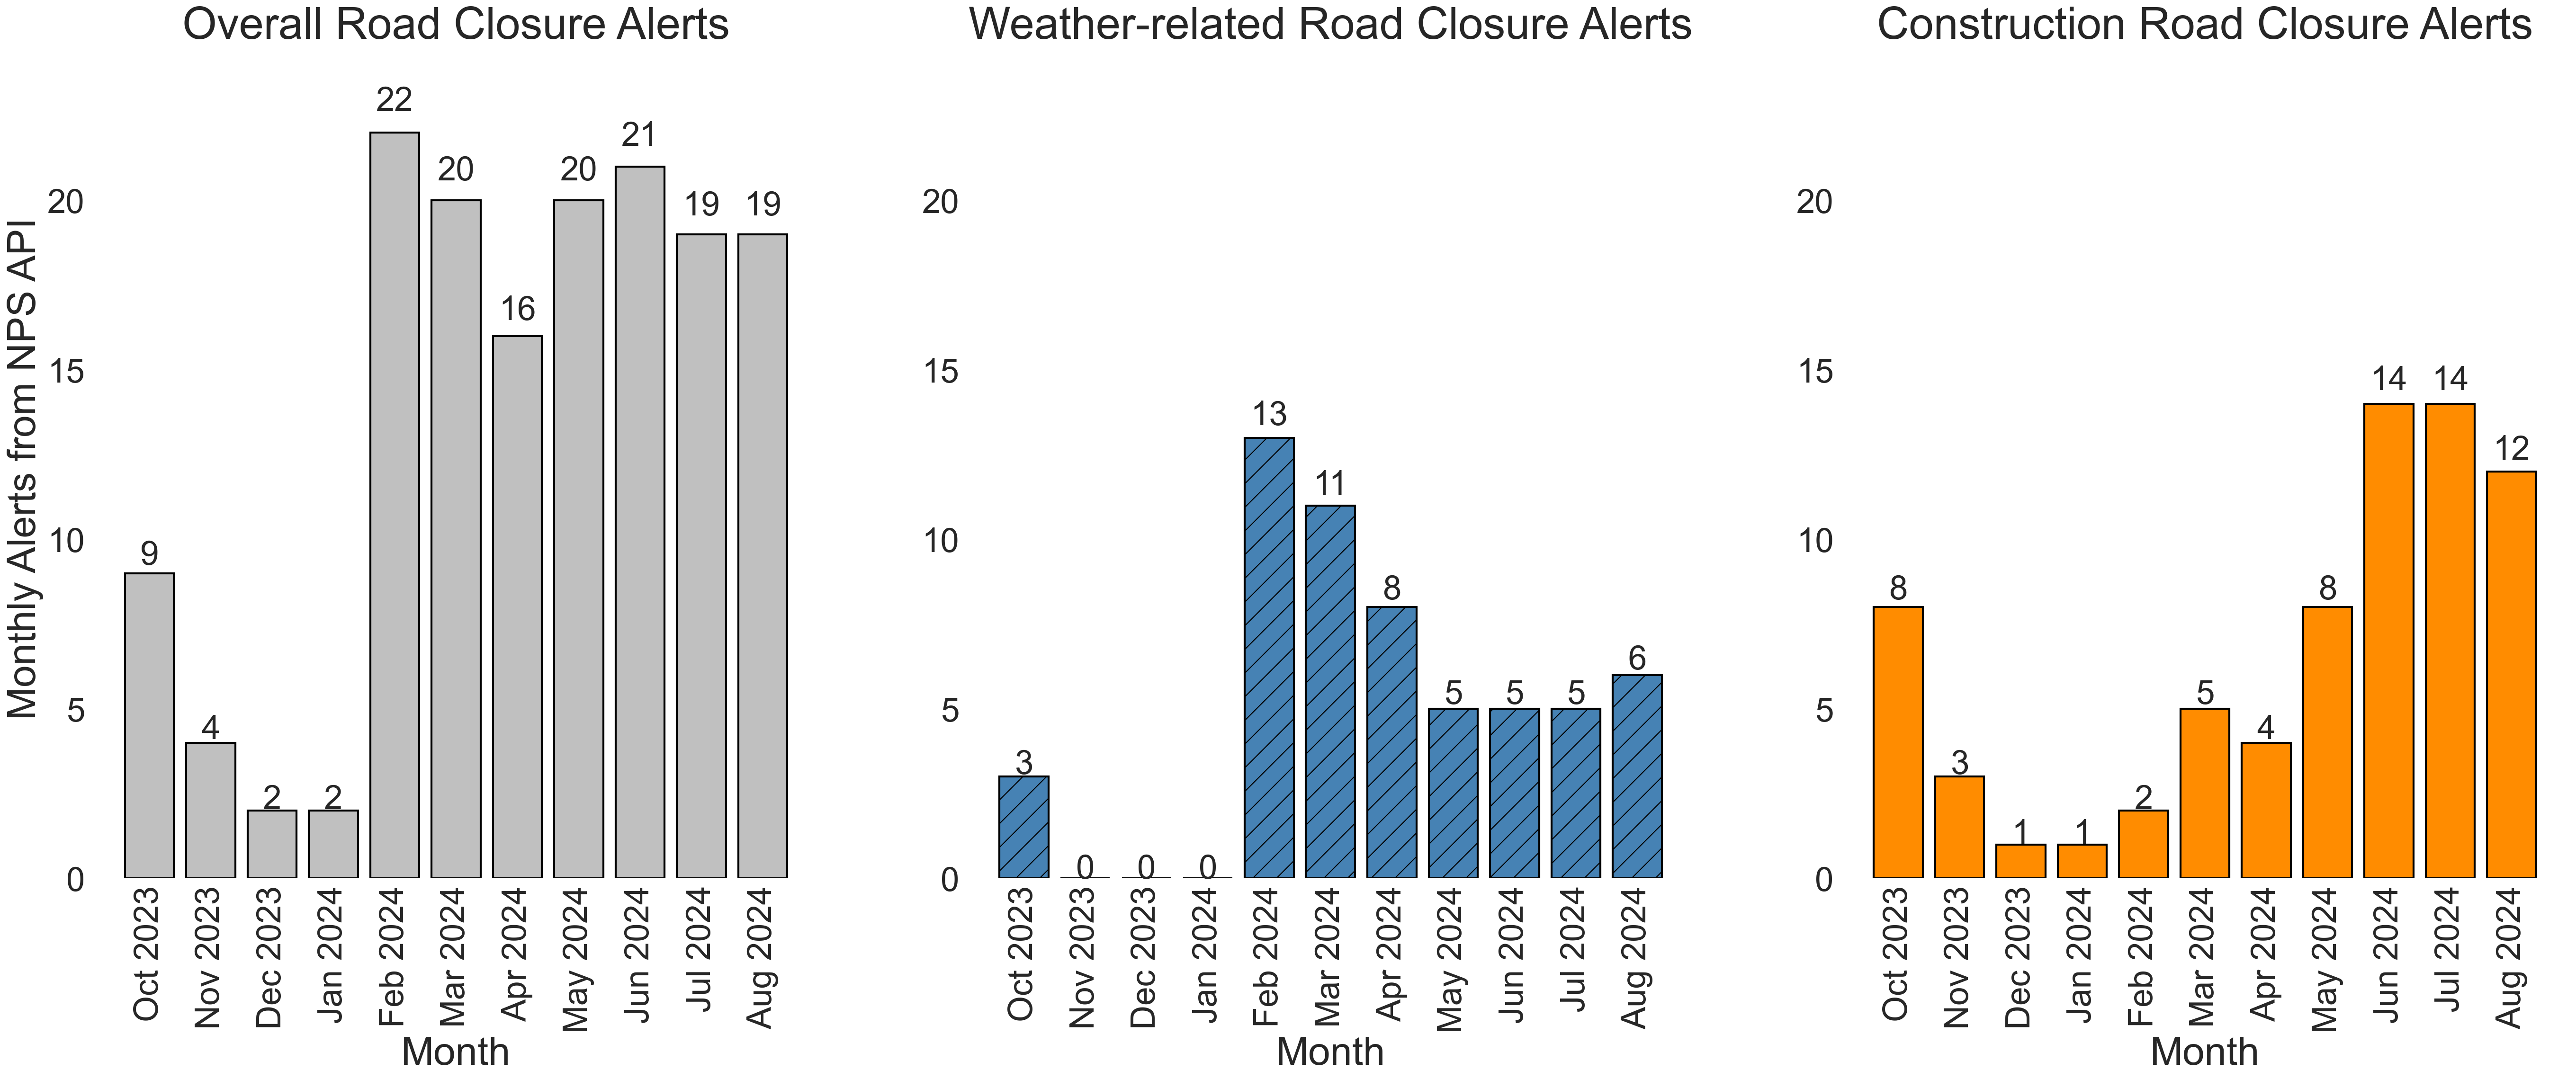 Overall Road Closure Alerts
Monthly Alerts from NPS API
20
15
10
5
0
9
4
2
2
22
20
16
20
21
19
19
Oct 2023
Nov 2023
Dec 2023
Jan 2024
Feb 2024
Mar 2024
Apr 2024
May 2024
Jun 2024
Jul 2024
Aug 2024
Month
Weather-related Road Closure Alerts
20
15
10
5
0
3
0
0
0
13
11
8
5
5
5
6
Oct 2023
Nov 2023
Dec 2023
Jan 2024
Feb 2024
Mar 2024
Apr 2024
May 2024
Jun 2024
Jul 2024
Aug 2024
Month
Construction Road Closure Alerts
20
15
10
5
0
8
3
1
1
2
5
4
8
14
14
12
Oct 2023
Nov 2023
Dec 2023
Jan 2024
Feb 2024
Mar 2024
Apr 2024
May 2024
Jun 2024
Jul 2024
Aug 2024
Month